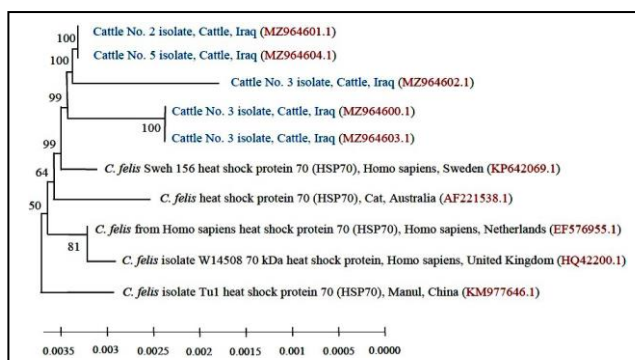 Cattle No. 2 isolate, Cattle, Iraq (MZ964601.1)
100
Cattle No. 5 isolate, Cattle, Iraq (MZ964604.1)
100
Cattle No. 3 isolate, Cattle, Iraq (MZ964602.1)
99
Cattle No. 3 isolate, Cattle, Iraq (MZ964600.1)
100
Cattle No. 3 isolate, Cattle, Iraq (MZ964603.1)
99
C. felis Sweh 156 heat shock protein 70 (HSP70), Homo sapiens, Sweden (KP642069.1)
64
C. felis heat shock protein 70 (HSP70), Cat, Australia (AF221538.1)
50
C. felis from Homo sapiens heat shock protein 70 (HSP70), Homo sapiens, Netherlands (EF576955.1)
81
C. felis isolate W14508 70 kDa heat shock protein, Homo sapiens, United Kingdom (HQ42200.1)
C. felis isolate Tu1 heat shock protein 70 (HSP70), Manul, China (KM977646.1)
0.0035 0.003 0.0025 0.002 0.0015 0.001 0.0005 0.0000